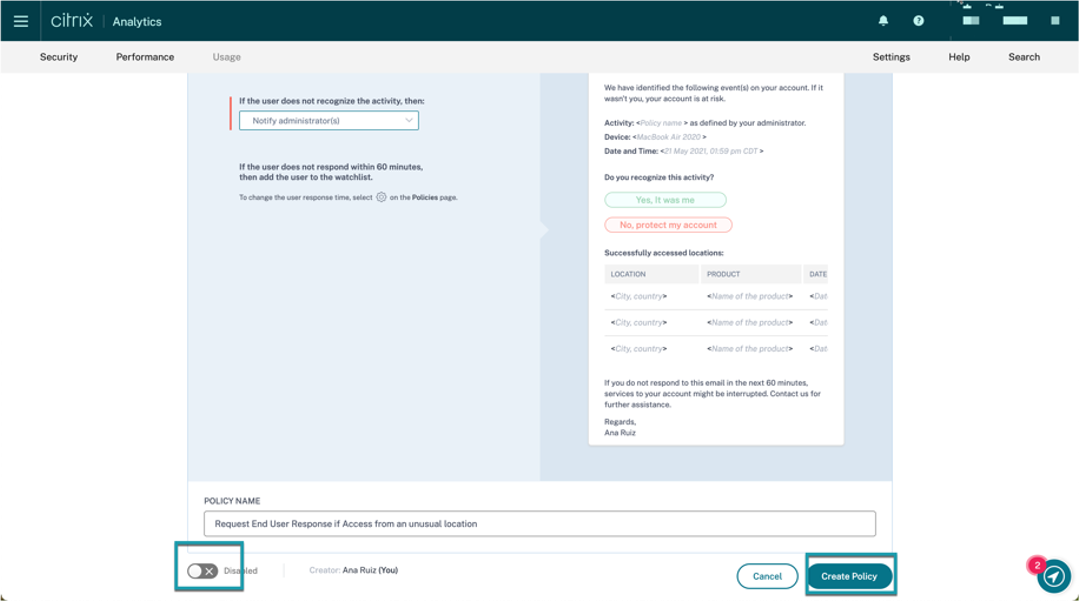 citrix Analytics
Security Performance Usage Settings Help Search
If the user does not recognize the activity, then:
Notify administrator(s)
If the user does not respond within 60 minutes,
then add the user to the watchlist.
To change the user response time, select on the Policies page.
We have identified the following event(s) on your account. If it
wasn't you, your account is at risk.
Activity: <Policy name > as defined by your administrator.
Device: <MacBook Air 2020 >
Date and Time: <21 May 2021, 01:59 pm CDT >
Do you recognize this activity?
Yes, It was me
No, protect my account
Successfully accessed locations:
LOCATION PRODUCT DATE
<City, country> <Name of the product> <Dat
<City, country> <Name of the product> <Dat
<City, country> <Name of the product> <Dat
If you do not respond to this email in the next 60 minutes,
services to your account might be interrupted. Contact us for
further assistance.
Regards,
Ana Ruiz
POLICY NAME
Request End User Response if Access from an unusual location
Disabled Creator: Ana Ruiz (You) Cancel Create Policy
2